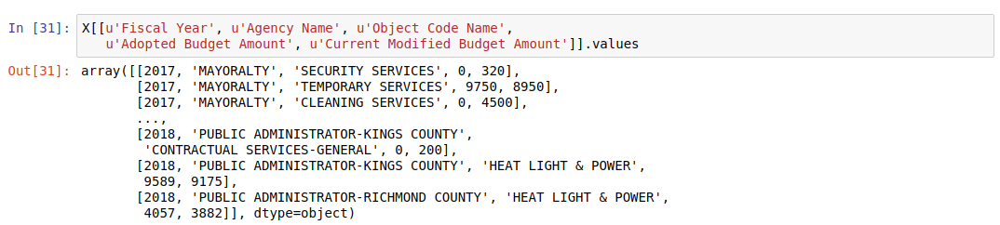 In [31]: X[[u'Fiscal Year', u'Agency Name', u'Object Code Name',
u'Adopted Budget Amount', u'Current Modified Budget Amount']].values
Out[31]: array([[2017, 'MAYORALTY', 'SECURITY SERVICES', 0, 320],
[2017, 'MAYORALTY', 'TEMPORARY SERVICES', 9750, 8950],
[2017, 'MAYORALTY', 'CLEANING SERVICES', 0, 4500],
...,
[2018, 'PUBLIC ADMINISTRATOR-KINGS COUNTY',
'CONTRACTUAL SERVICES-GENERAL', 0, 200],
[2018, 'PUBLIC ADMINISTRATOR-KINGS COUNTY', 'HEAT LIGHT & POWER',
9589, 9175],
[2018, 'PUBLIC ADMINISTRATOR-RICHMOND COUNTY', 'HEAT LIGHT & POWER',
4057, 3882]], dtype=object)